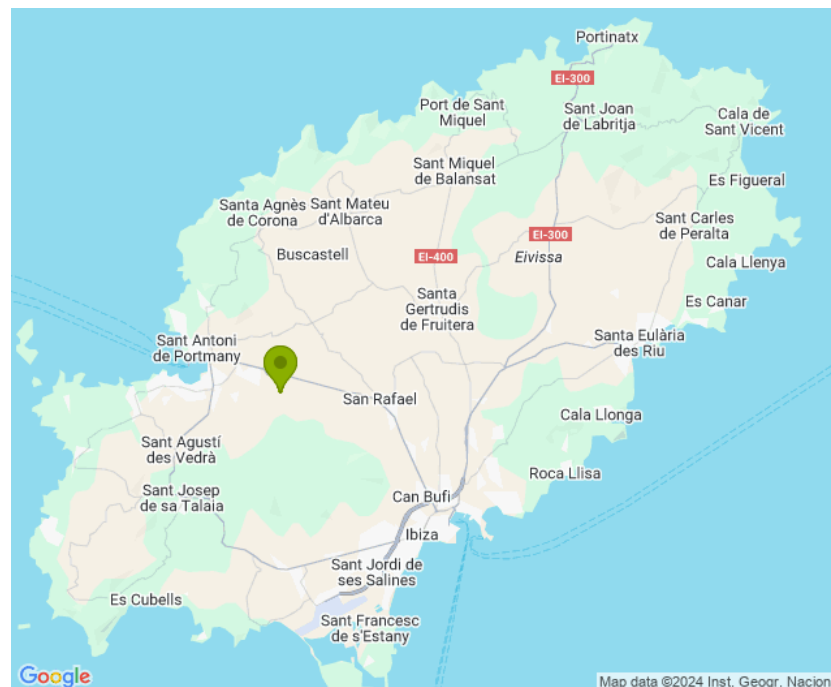 Portinatx
EI-300
Port de Sant
Miquel
Sant Joan
de Labritja
Cala de
Sant Vicent
Sant Miquel
de Balansat
Es Figueral
Santa Agnès
de Corona
Sant Mateu
d'Albarca
Sant Carles
de Peralta
EI-300
Buscastell
EI-400
Eivissa
Cala Llenya
Santa
Gertrudis
de Fruitera
Es Canar
Sant Antoni
de Portmany
Santa Eulària
des Riu
San Rafael
Cala Llonga
Sant Agustí
des Vedrà
Roca Llisa
Sant Josep
de sa Talaia
Can Bufi
Ibiza
Sant Jordi de
ses Salines
Es Cubells
Sant Francesc
de s'Estany
Google
Map data ©2024 Inst. Geogr. Nacion